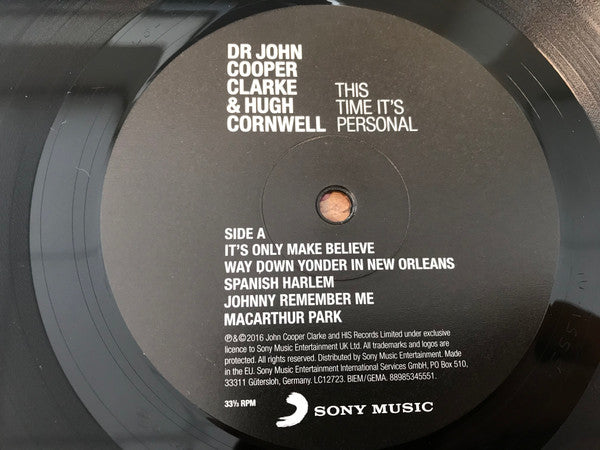 DR JOHN
COOPER
CLARKE
& HUGH
CORNWELL
THIS
TIME IT'S
PERSONAL
SIDE A
IT'S ONLY MAKE BELIEVE
WAY DOWN YONDER IN NEW ORLEANS
SPANISH HARLEM
JOHNNY REMEMBER ME
MACARTHUR PARK
℗&©2016 John Cooper Clarke and HIS Records Limited under exclusive
licence to Sony Music Entertainment UK Ltd. All trademarks and logos are
protected. All rights reserved. Distributed by Sony Music Entertainment. Made
in the EU. Sony Music Entertainment International Services GmbH, PO Box 510,
33311 Gütersloh, Germany. LC12723. BIEM/GEMA. 88985345551.
33⅓ RPM
SONY MUSIC